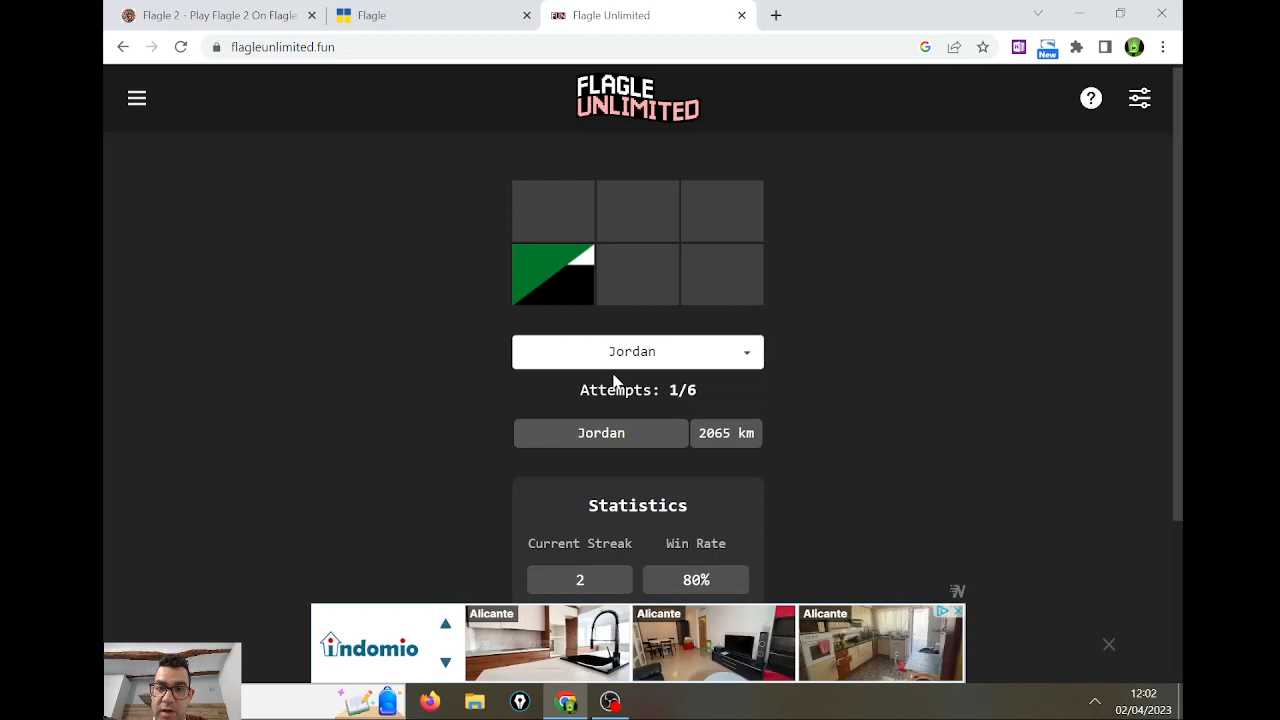 Flagle 2 - Play Flagle 2 On Flagle
Flagle
Flagle Unlimited
flagleunlimited.fun
New
FLAGLE
UNLIMITED
?
Jordan
Attempts: 1/6
Jordan 2065 km
Statistics
Current Streak Win Rate
2 80%
indomio
Alicante
Alicante
Alicante
12:02
02/04/2023